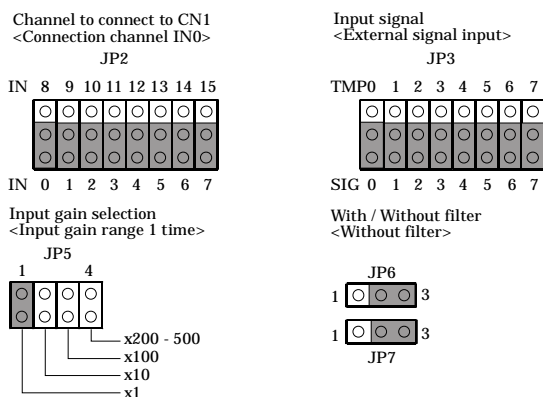 Channel to connect to CN1
<Connection channel IN0>
JP2
IN 8 9 10 11 12 13 14 15
IN 0 1 2 3 4 5 6 7
Input signal
<External signal input>
JP3
TMP0 1 2 3 4 5 6 7
SIG 0 1 2 3 4 5 6 7
Input gain selection
<Input gain range 1 time>
JP5
1 4
x200 - 500
x100
x10
x1
With / Without filter
<Without filter>
JP6
1 3
1 3
JP7